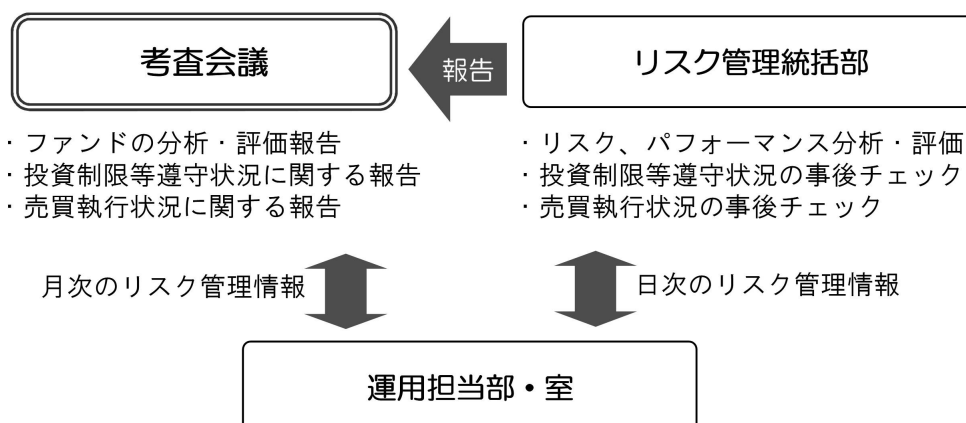 考査会議
報告
リスク管理統括部
・ファンドの分析・評価報告
・投資制限等遵守状況に関する報告
・売買執行状況に関する報告
・リスク、パフォーマンス分析・評価
・投資制限等遵守状況の事後チェック
・売買執行状況の事後チェック
月次のリスク管理情報
日次のリスク管理情報
運用担当部・室